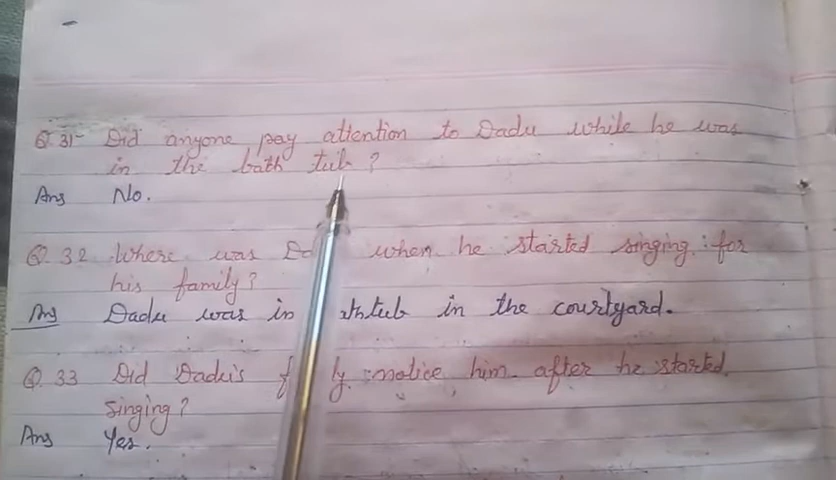 Q.31- Did anyone pay attention to Dadu while he was
in the bath tub?
Ans No.
Q.32 Where was when he started singing for
his family?
Ans Dadu was in in the courtyard.
Q.33 Did Dadu's notice him after he started
singing?
Ans Yes.